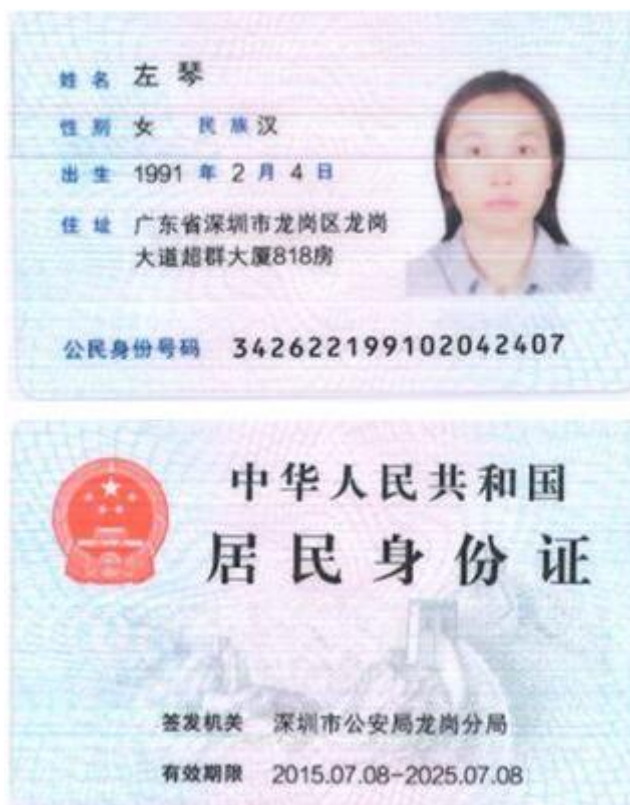 姓名 左琴
性别 女 民族 汉
出生 1991 年 2 月 4 日
住址 广东省深圳市龙岗区龙岗
大道超群大厦818房
公民身份号码 342622199102042407
中华人民共和国
居民身份证
签发机关 深圳市公安局龙岗分局
有效期限 2015.07.08-2025.07.08